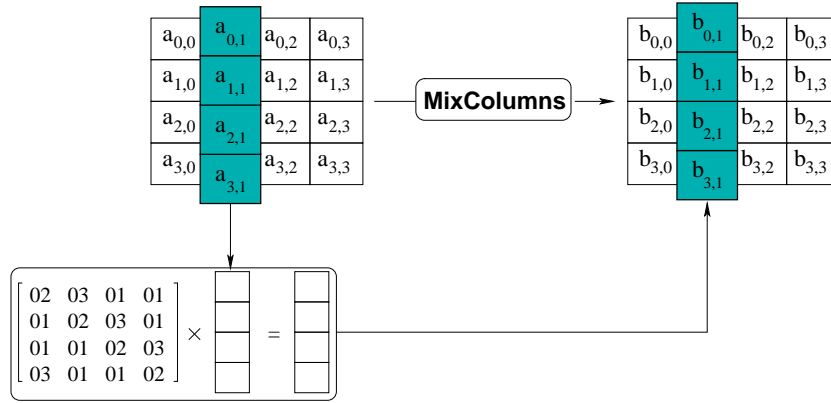 a0,0 a0,1 a0,2 a0,3
a1,0 a1,1 a1,2 a1,3
a2,0 a2,1 a2,2 a2,3
a3,0 a3,1 a3,2 a3,3
MixColumns
b0,0 b0,1 b0,2 b0,3
b1,0 b1,1 b1,2 b1,3
b2,0 b2,1 b2,2 b2,3
b3,0 b3,1 b3,2 b3,3
02 03 01 01
01 02 03 01
01 01 02 03
03 01 01 02
× =